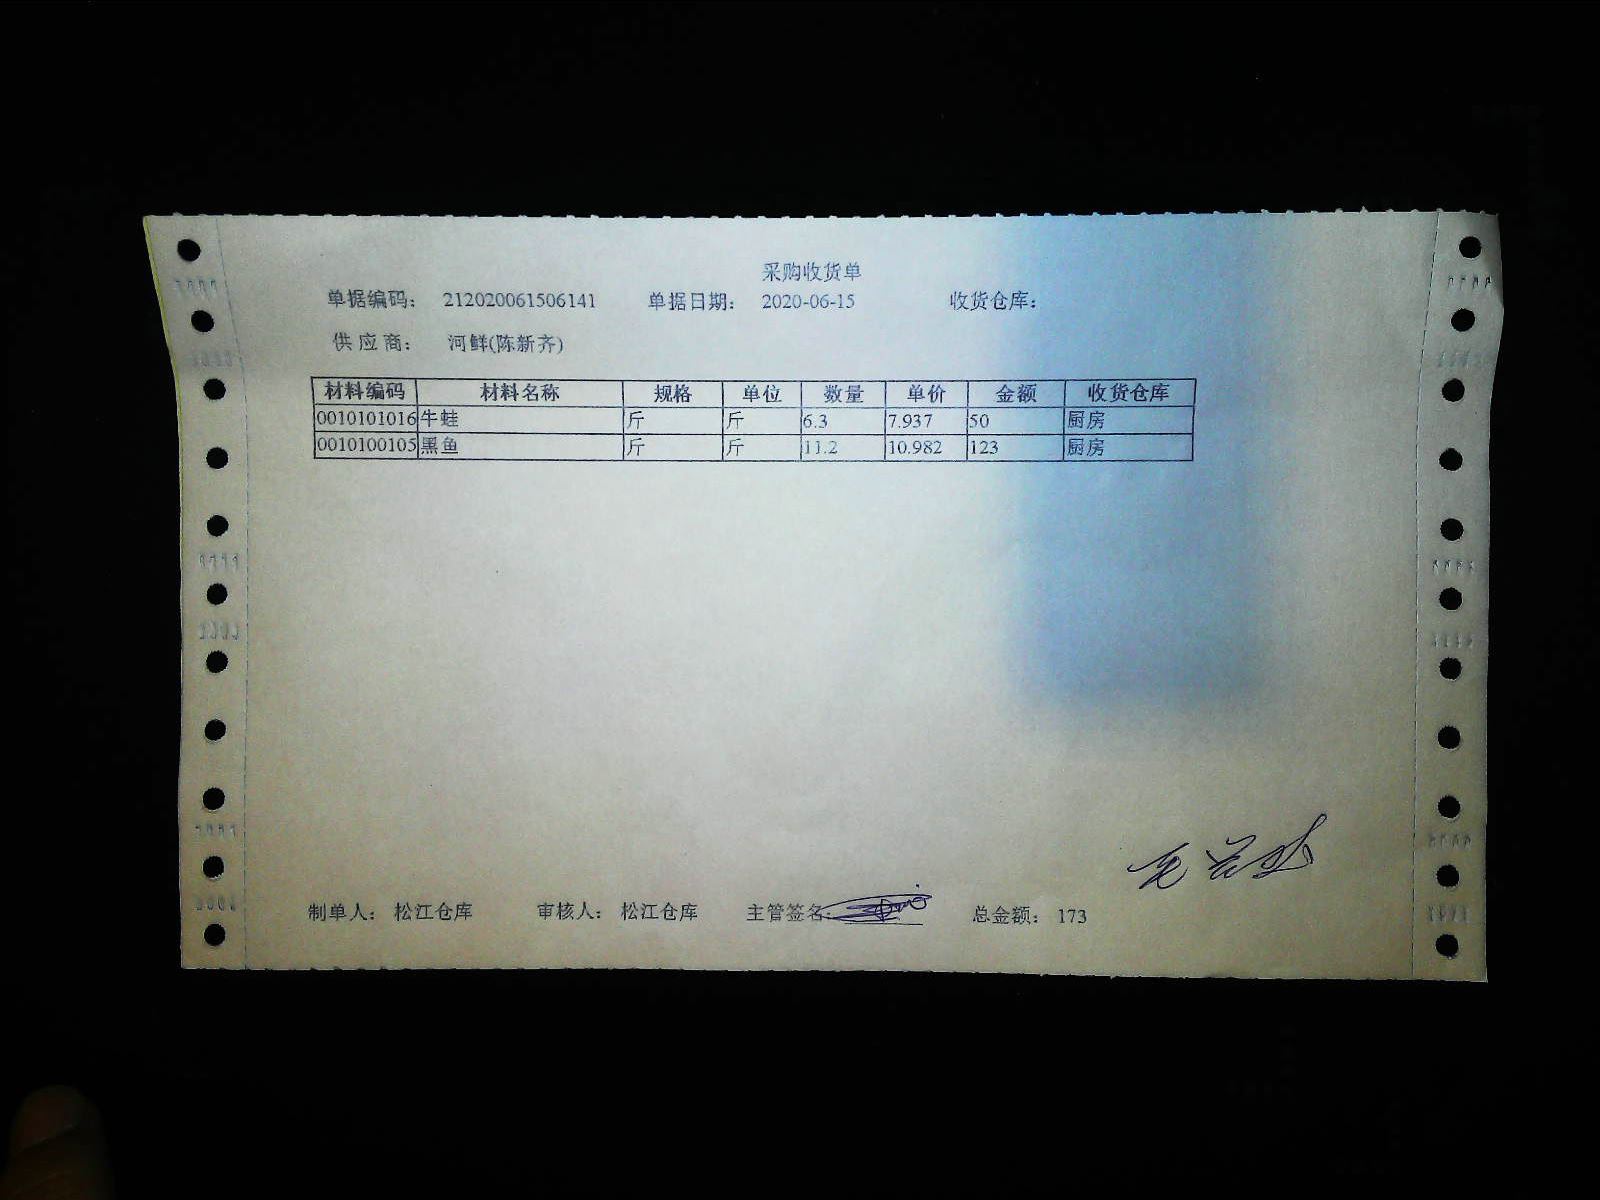 采购收货单
单据编码： 212020061506141 单据日期： 2020-06-15 收货仓库：
供应商： 河鲜(陈新齐)
材料编码 材料名称 规格 单位 数量 单价 金额 收货仓库
0010101016 牛蛙 斤 斤 6.3 7.937 50 厨房
0010100105 黑鱼 斤 斤 11.2 10.982 123 厨房
制单人： 松江仓库 审核人： 松江仓库 主管签名： 总金额： 173